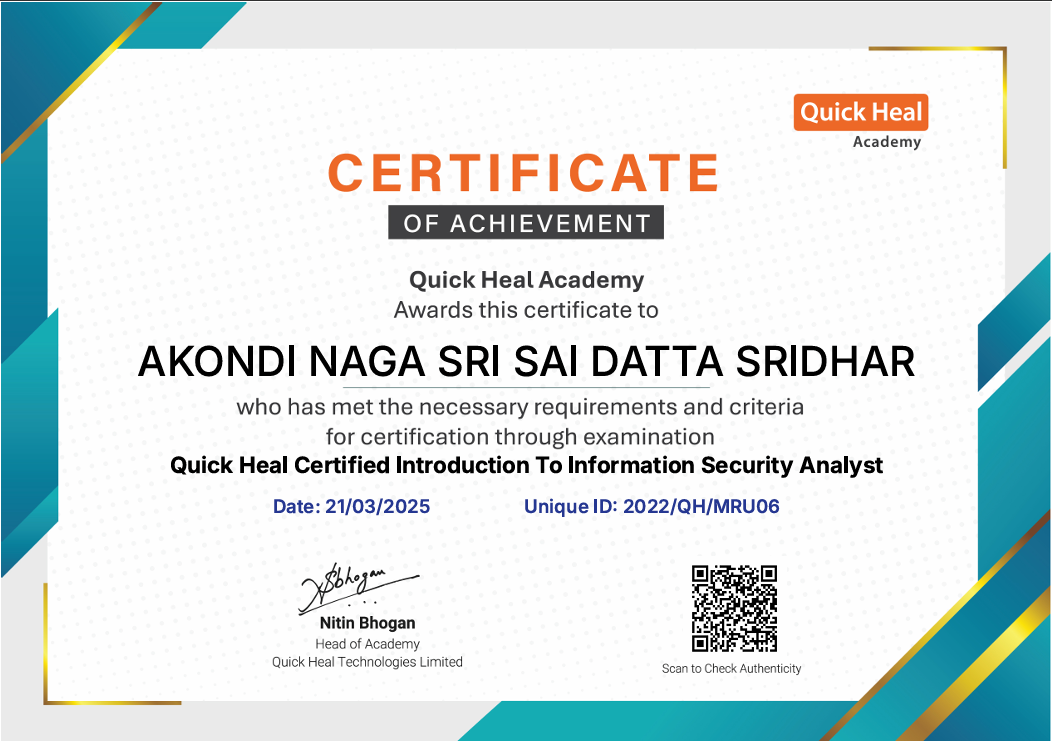 Quick Heal
Academy
CERTIFICATE
OF ACHIEVEMENT
Quick Heal Academy
Awards this certificate to
AKONDI NAGA SRI SAI DATTA SRIDHAR
who has met the necessary requirements and criteria
for certification through examination
Quick Heal Certified Introduction To Information Security Analyst
Date: 21/03/2025 Unique ID: 2022/QH/MRU06
Nitin Bhogan
Head of Academy
Quick Heal Technologies Limited
Scan to Check Authenticity